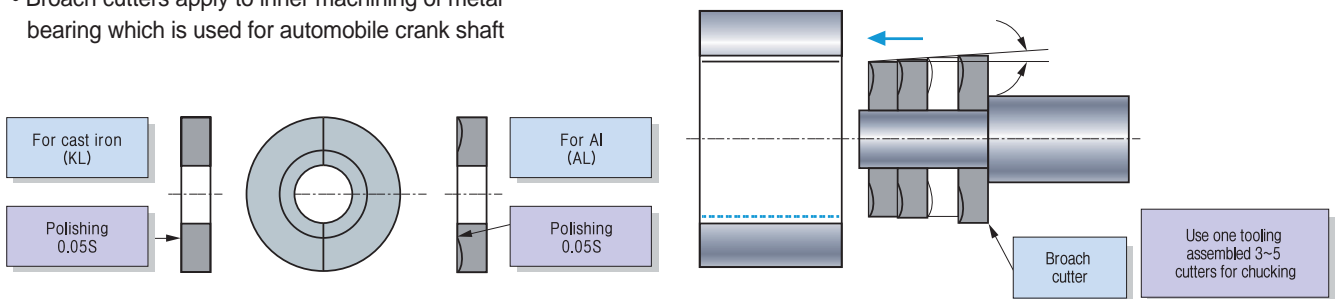 • Broach cutters apply to inner machining of metal
bearing which is used for automobile crank shaft
For cast iron
(KL)
Polishing
0.05S
For Al
(AL)
Polishing
0.05S
Broach
cutter
Use one tooling
assembled 3~5
cutters for chucking